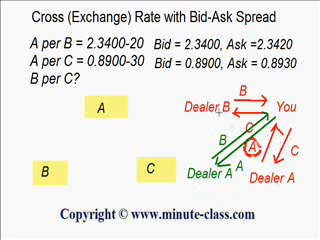 Cross (Exchange) Rate with Bid-Ask Spread
A per B = 2.3400-20 Bid = 2.3400, Ask =2.3420
A per C = 0.8900-30 Bid = 0.8900, Ask = 0.8930
B per C?
B
A
Dealer B You
C
B A C
B C A
Dealer A Dealer A
Copyright © www.minute-class.com